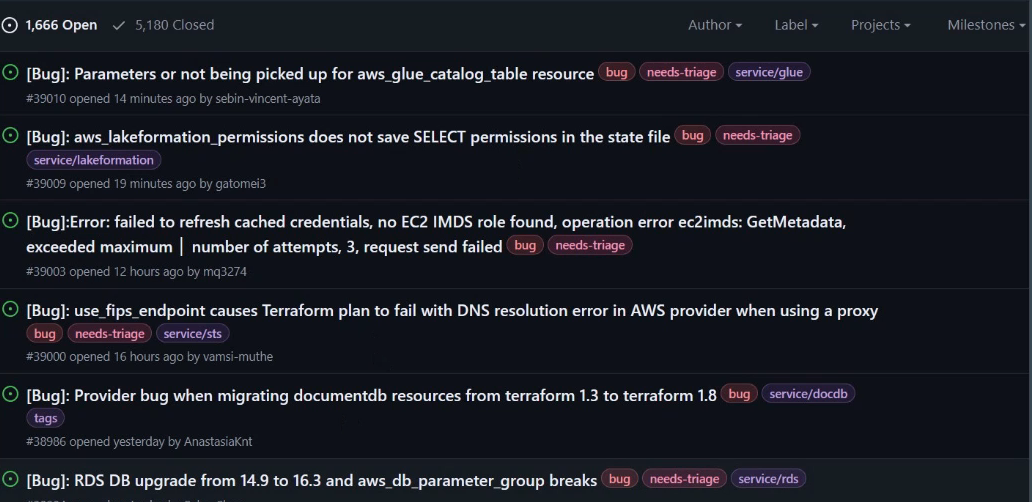 1,666 Open 5,180 Closed Author Label Projects Milestones
[Bug]: Parameters or not being picked up for aws_glue_catalog_table resource bug needs-triage service/glue
#39010 opened 14 minutes ago by sebin-vincent-ayata
[Bug]: aws_lakeformation_permissions does not save SELECT permissions in the state file bug needs-triage
service/lakeformation
#39009 opened 19 minutes ago by gatomei3
[Bug]:Error: failed to refresh cached credentials, no EC2 IMDS role found, operation error ec2imds: GetMetadata,
exceeded maximum │ number of attempts, 3, request send failed bug needs-triage
#39003 opened 12 hours ago by mq3274
[Bug]: use_fips_endpoint causes Terraform plan to fail with DNS resolution error in AWS provider when using a proxy
bug needs-triage service/sts
#39000 opened 16 hours ago by vamsi-muthe
[Bug]: Provider bug when migrating documentdb resources from terraform 1.3 to terraform 1.8 bug service/docdb
tags
#38986 opened yesterday by AnastasiaKnt
[Bug]: RDS DB upgrade from 14.9 to 16.3 and aws_db_parameter_group breaks bug needs-triage service/rds